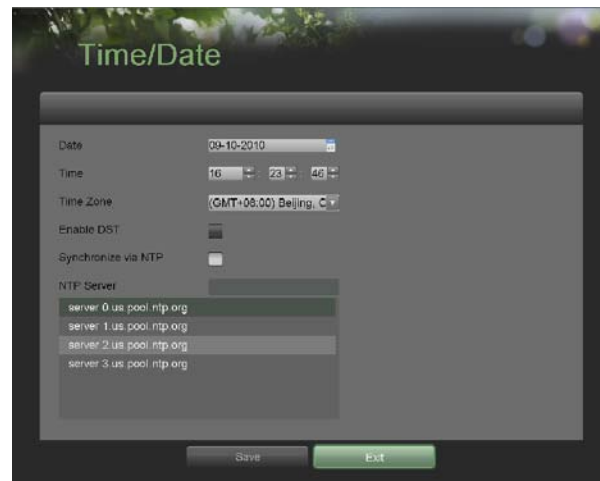 Time/Date
Date 09-10-2010
Time 16 : 23 : 46
Time Zone (GMT+08:00) Beijing, C
Enable DST
Synchronize via NTP
NTP Server
server 0.us.pool.ntp.org
server 1.us.pool.ntp.org
server 2.us.pool.ntp.org
server 3.us.pool.ntp.org
Save Exit